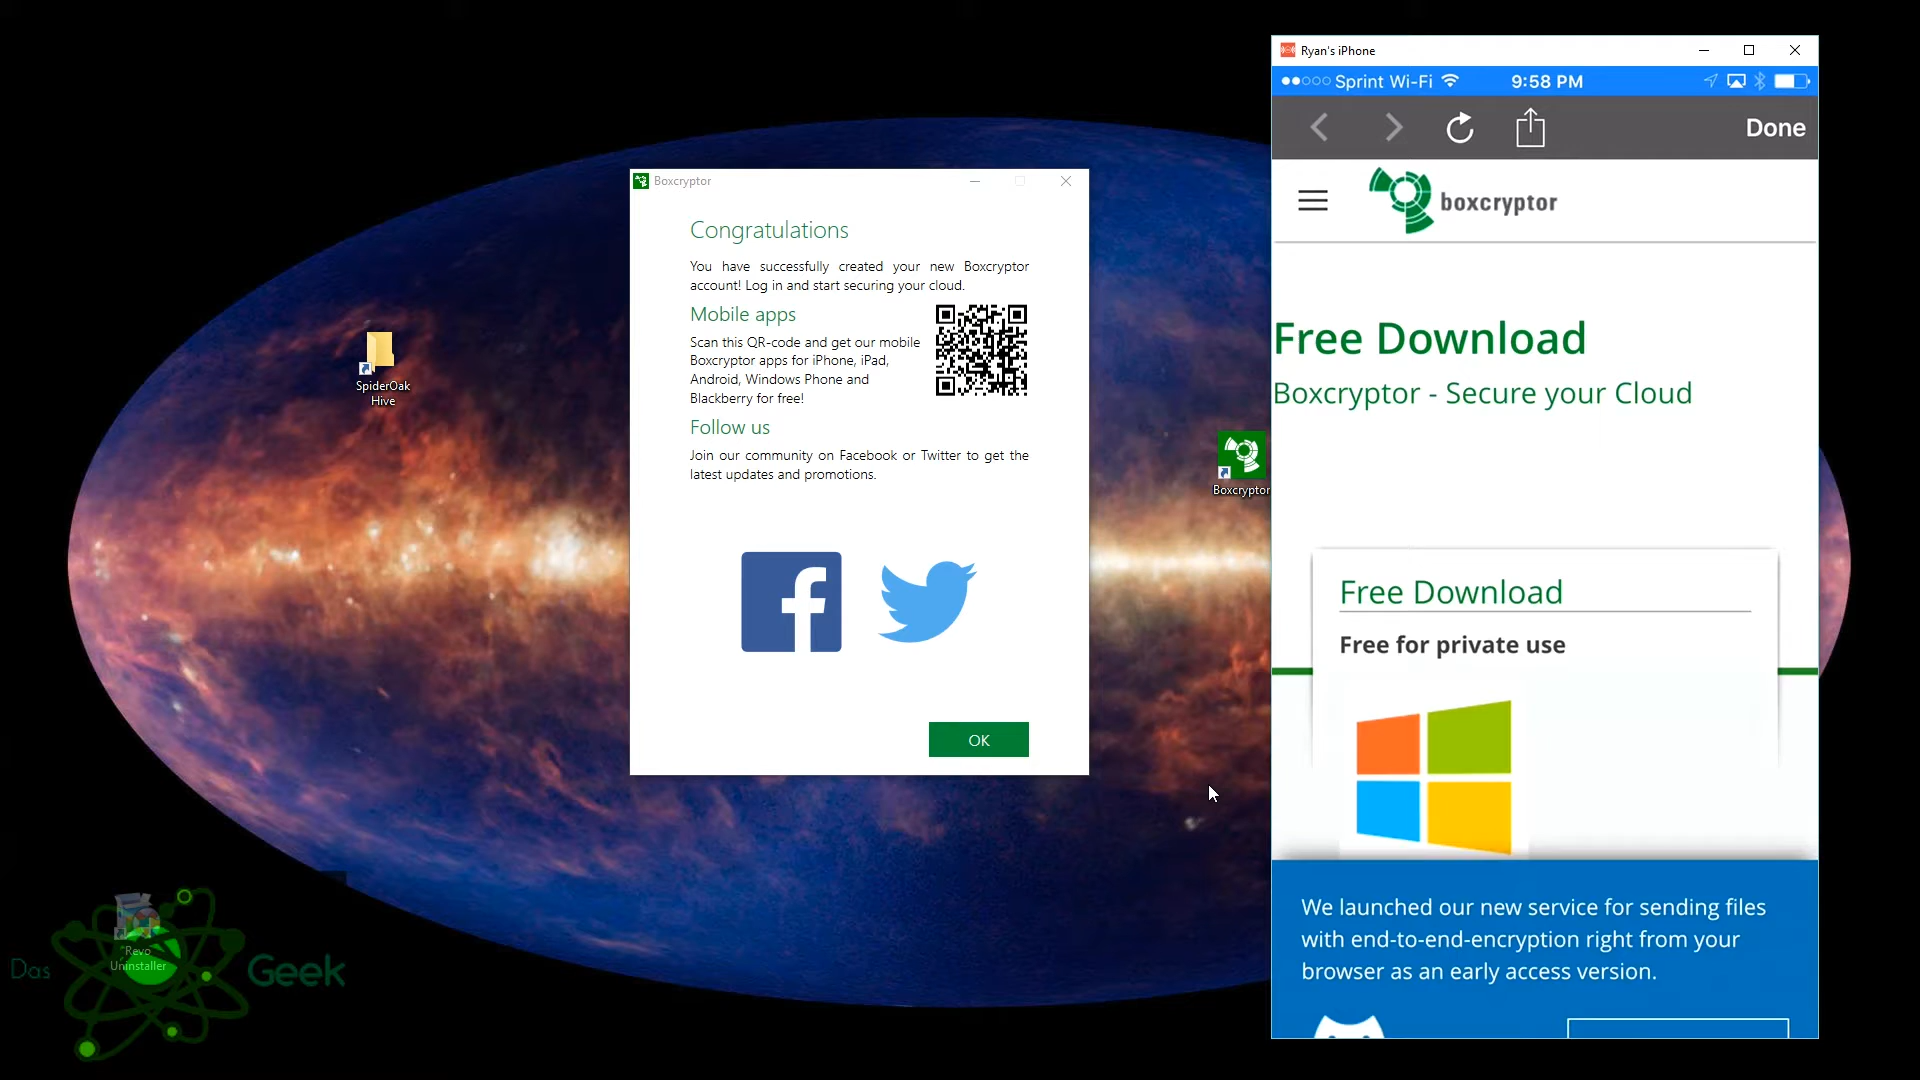 SpiderOak
Hive
Boxcryptor
Congratulations
You have successfully created your new Boxcryptor
account! Log in and start securing your cloud.
Mobile apps
Scan this QR-code and get our mobile
Boxcryptor apps for iPhone, iPad,
Android, Windows Phone and
Blackberry for free!
Follow us
Join our community on Facebook or Twitter to get the
latest updates and promotions.
OK
Boxcryptor
Ryan's iPhone
Sprint Wi-Fi 9:58 PM
Done
boxcryptor
Free Download
Boxcryptor - Secure your Cloud
Free Download
Free for private use
We launched our new service for sending files
with end-to-end-encryption right from your
browser as an early access version.
Revo
Uninstaller
Das Geek